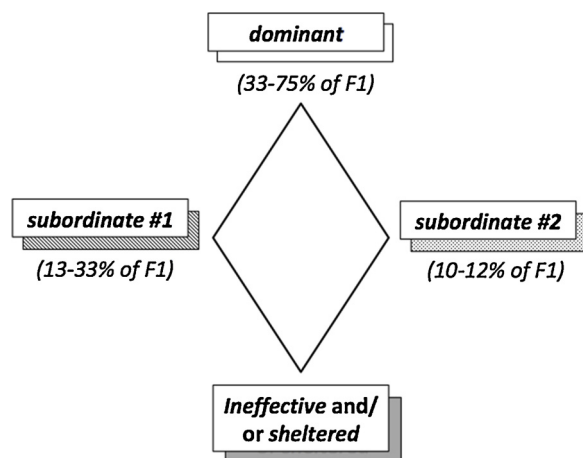 dominant
(33-75% of F1)
subordinate #1
(13-33% of F1)
subordinate #2
(10-12% of F1)
Ineffective and/
or sheltered